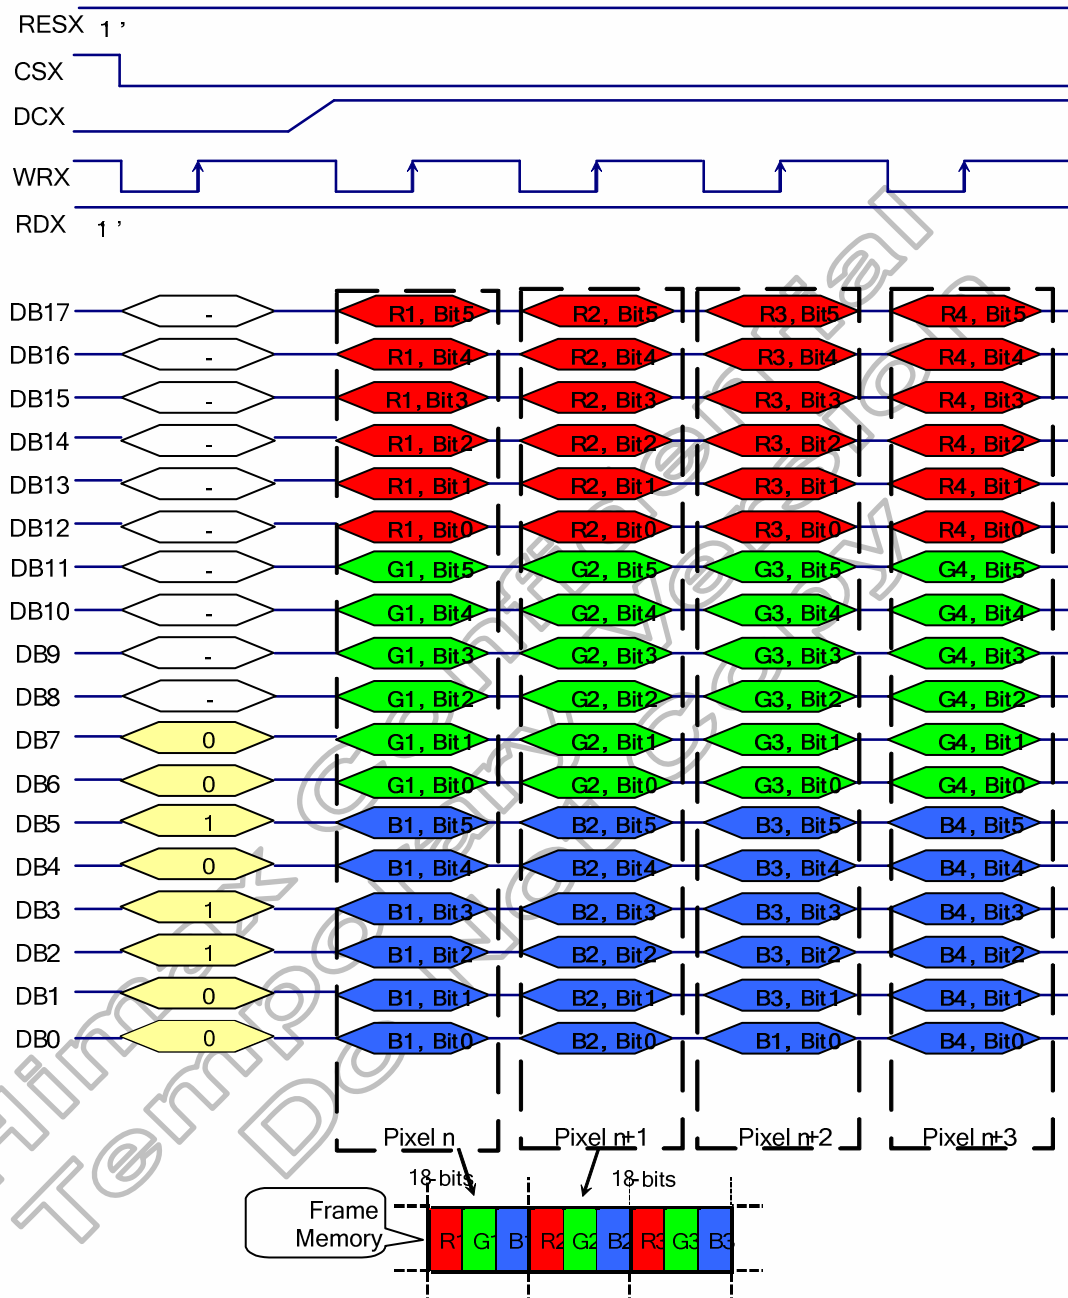 RESX 1 '
CSX
DCX
WRX
RDX 1 '
DB17 - R1, Bit5 R2, Bit5 R3, Bit5 R4, Bit5
DB16 - R1, Bit4 R2, Bit4 R3, Bit4 R4, Bit4
DB15 - R1, Bit3 R2, Bit3 R3, Bit3 R4, Bit3
DB14 - R1, Bit2 R2, Bit2 R3, Bit2 R4, Bit2
DB13 - R1, Bit1 R2, Bit1 R3, Bit1 R4, Bit1
DB12 - R1, Bit0 R2, Bit0 R3, Bit0 R4, Bit0
DB11 - G1, Bit5 G2, Bit5 G3, Bit5 G4, Bit5
DB10 - G1, Bit4 G2, Bit4 G3, Bit4 G4, Bit4
DB9 - G1, Bit3 G2, Bit3 G3, Bit3 G4, Bit3
DB8 - G1, Bit2 G2, Bit2 G3, Bit2 G4, Bit2
DB7 0 G1, Bit1 G2, Bit1 G3, Bit1 G4, Bit1
DB6 0 G1, Bit0 G2, Bit0 G3, Bit0 G4, Bit0
DB5 1 B1, Bit5 B2, Bit5 B3, Bit5 B4, Bit5
DB4 0 B1, Bit4 B2, Bit4 B3, Bit4 B4, Bit4
DB3 1 B1, Bit3 B2, Bit3 B3, Bit3 B4, Bit3
DB2 1 B1, Bit2 B2, Bit2 B3, Bit2 B4, Bit2
DB1 0 B1, Bit1 B2, Bit1 B3, Bit1 B4, Bit1
DB0 0 B1, Bit0 B2, Bit0 B1, Bit0 B4, Bit0
Pixel n Pixel n+1 Pixel n+2 Pixel n+3
18-bits 18-bits
Frame
Memory
R1 G1 B1 R2 G2 B2 R3 G3 B3
Himax Confidential
Temporary Version
Do Not Copy